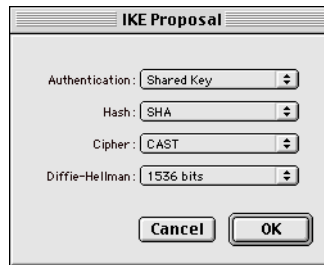 IKE Proposal
Authentication: Shared Key
Hash: SHA
Cipher: CAST
Diffie-Hellman: 1536 bits
Cancel OK